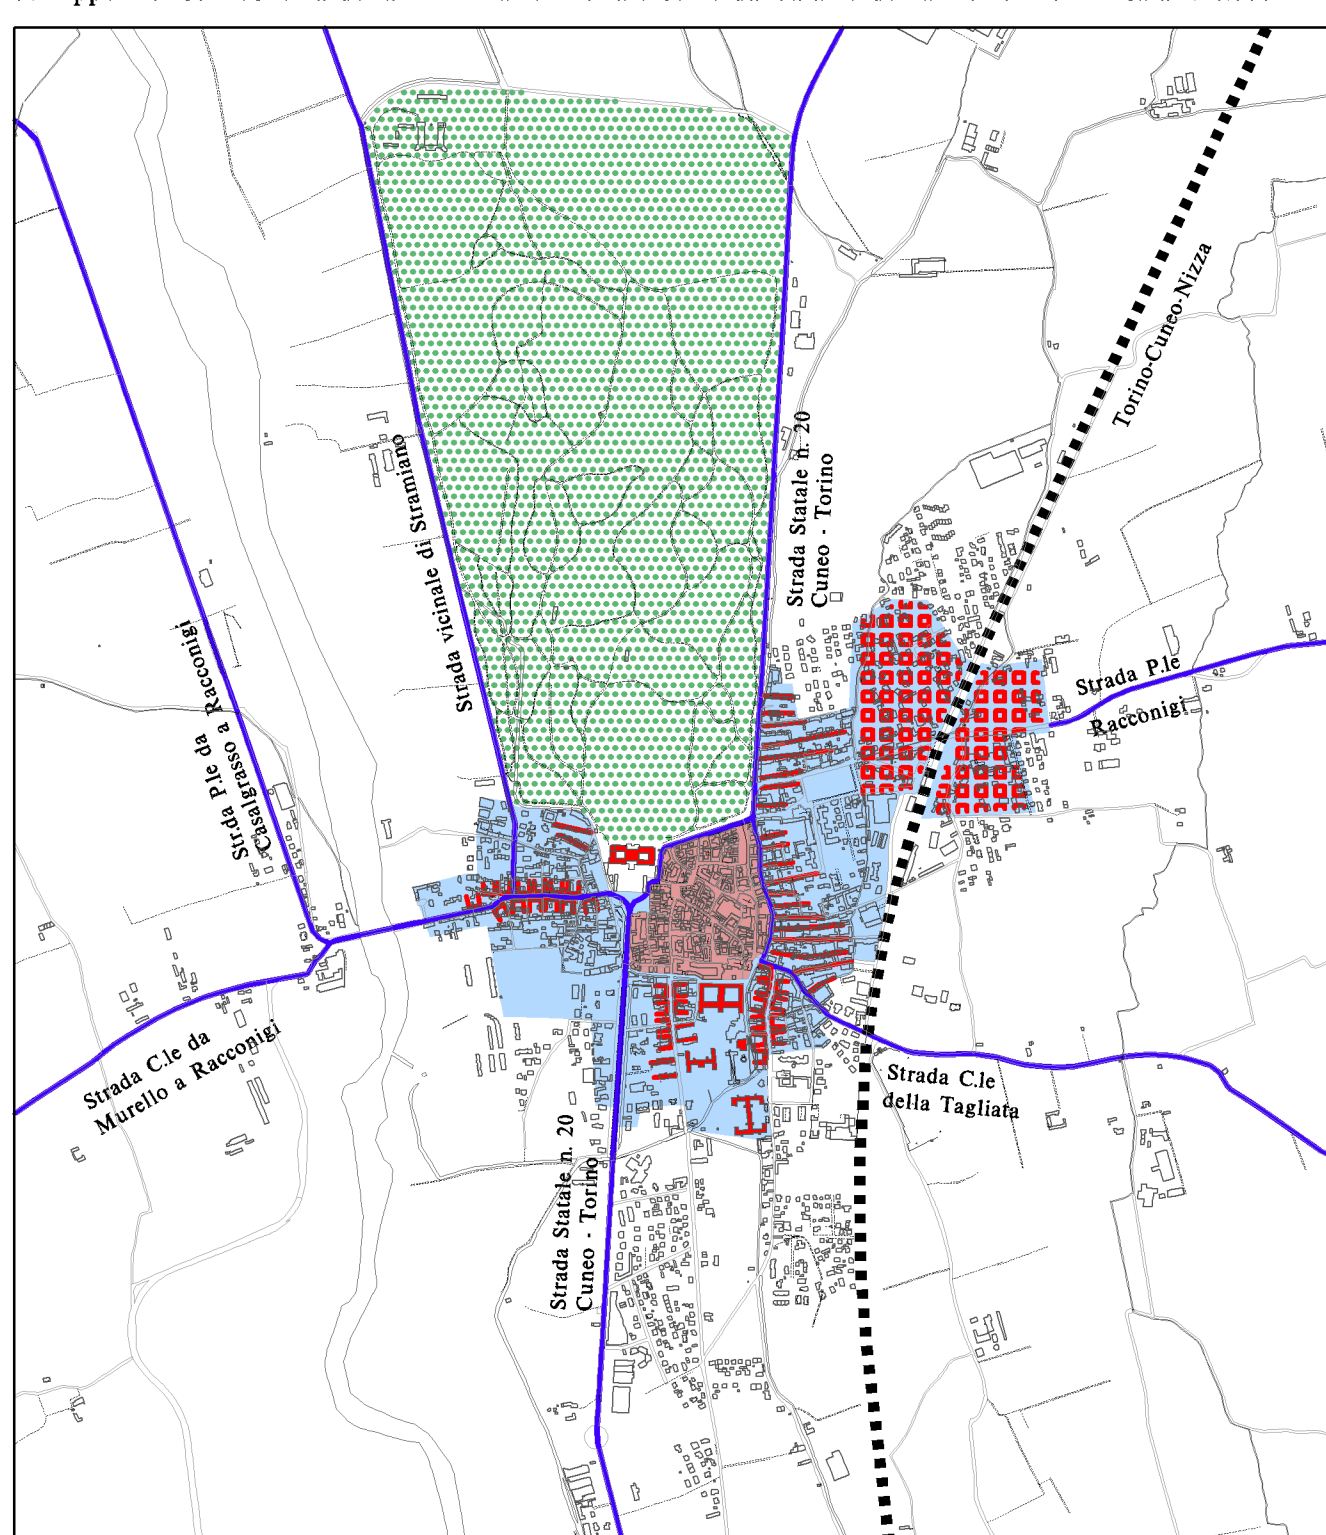 Torino-Cuneo-Nizza
Strada Statale n. 20
Cuneo - Torino
Strada vicinale di Stramiano
Str.da P.le da
Casalgrasso a Racconigi
Strada P.le
Racconigi
Strada C.le da
Murello a Racconigi
Strada C.le
della Tagliata
Strada Statale n. 20
Cuneo - Torino